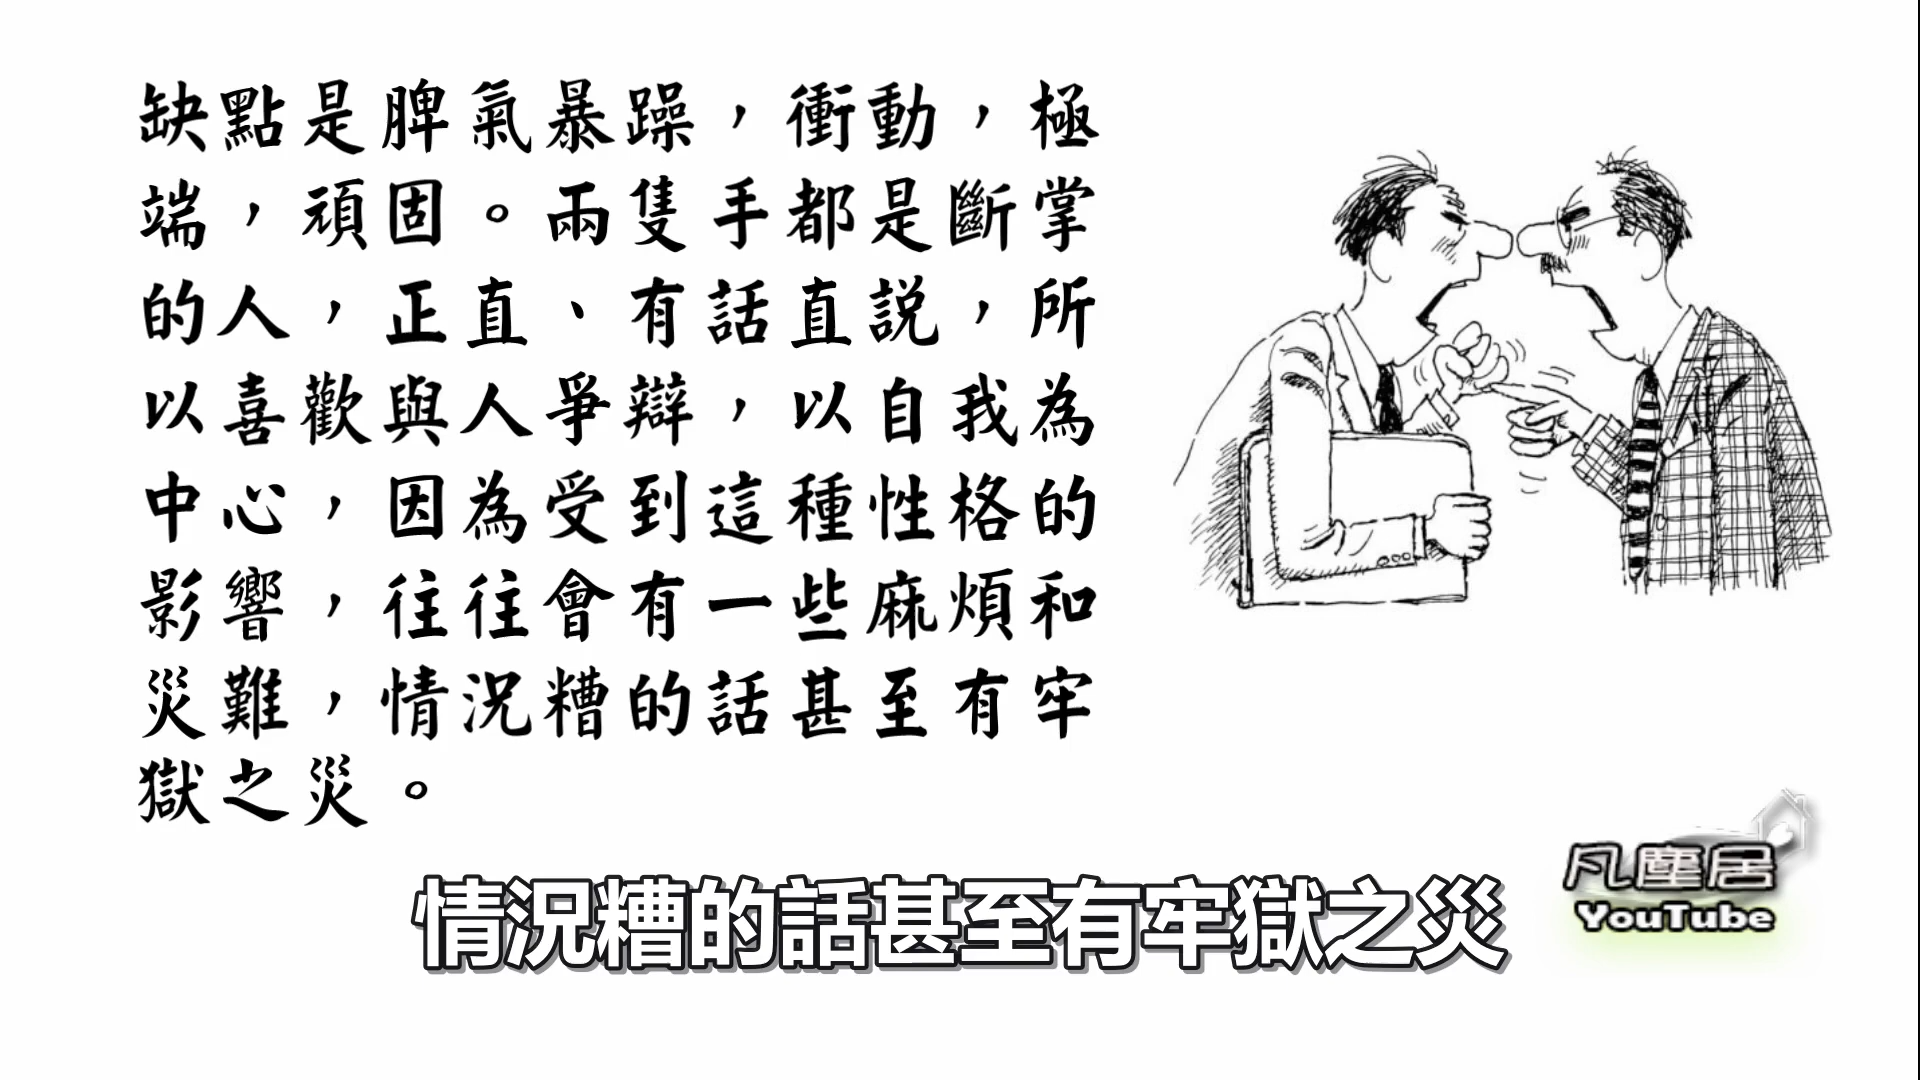 缺點是脾氣暴躁，衝動，極
端，頑固。兩隻手都是斷掌
的人，正直、有話直説，所
以喜歡與人爭辯，以自我為
中心，因為受到這種性格的
影響，往往會有一些麻煩和
災難，情況糟的話甚至有牢
獄之災。
情況糟的話甚至有牢獄之災
凡塵居
YouTube